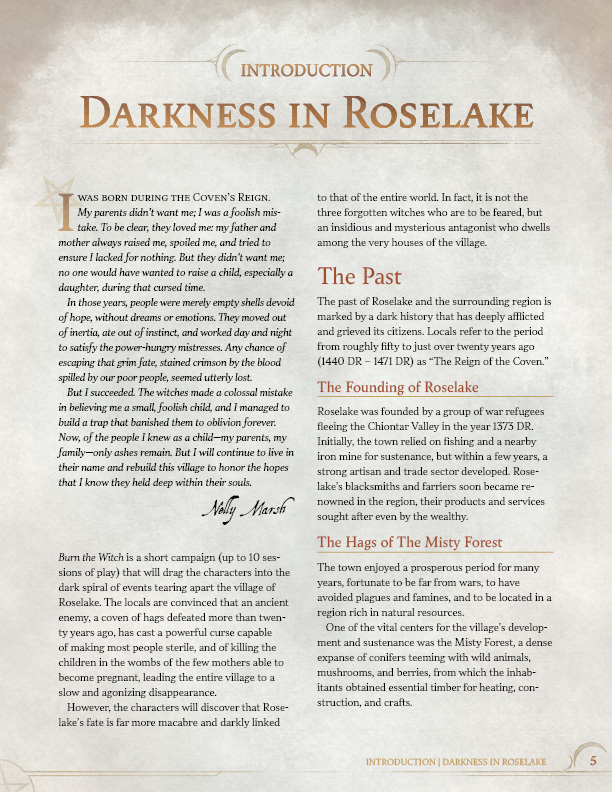 INTRODUCTION
DARKNESS IN ROSELAKE
I WAS BORN DURING THE COVEN'S REIGN.
My parents didn't want me; I was a foolish mis-
take. To be clear, they loved me: my father and
mother always raised me, spoiled me, and tried to
ensure I lacked for nothing. But they didn't want me;
no one would have wanted to raise a child, especially a
daughter, during that cursed time.
In those years, people were merely empty shells devoid
of hope, without dreams or emotions. They moved out
of inertia, ate out of instinct, and worked day and night
to satisfy the power-hungry mistresses. Any chance of
escaping that grim fate, stained crimson by the blood
spilled by our poor people, seemed utterly lost.
But I succeeded. The witches made a colossal mistake
in believing me a small, foolish child, and I managed to
build a trap that banished them to oblivion forever.
Now, of the people I knew as a child—my parents, my
family—only ashes remain. But I will continue to live in
their name and rebuild this village to honor the hopes
that I know they held deep within their souls.
Nelly Marsh
Burn the Witch is a short campaign (up to 10 ses-
sions of play) that will drag the characters into the
dark spiral of events tearing apart the village of
Roselake. The locals are convinced that an ancient
enemy, a coven of hags defeated more than twen-
ty years ago, has cast a powerful curse capable
of making most people sterile, and of killing the
children in the wombs of the few mothers able to
become pregnant, leading the entire village to a
slow and agonizing disappearance.
However, the characters will discover that Rose-
lake's fate is far more macabre and darkly linked
to that of the entire world. In fact, it is not the
three forgotten witches who are to be feared, but
an insidious and mysterious antagonist who dwells
among the very houses of the village.
The Past
The past of Roselake and the surrounding region is
marked by a dark history that has deeply afflicted
and grieved its citizens. Locals refer to the period
from roughly fifty to just over twenty years ago
(1440 DR – 1471 DR) as “The Reign of the Coven.”
The Founding of Roselake
Roselake was founded by a group of war refugees
fleeing the Chiontar Valley in the year 1373 DR.
Initially, the town relied on fishing and a nearby
iron mine for sustenance, but within a few years, a
strong artisan and trade sector developed. Rose-
lake's blacksmiths and farriers soon became re-
nowned in the region, their products and services
sought after even by the wealthy.
The Hags of The Misty Forest
The town enjoyed a prosperous period for many
years, fortunate to be far from wars, to have
avoided plagues and famines, and to be located in a
region rich in natural resources.
One of the vital centers for the village's develop-
ment and sustenance was the Misty Forest, a dense
expanse of conifers teeming with wild animals,
mushrooms, and berries, from which the inhab-
itants obtained essential timber for heating, con-
struction, and crafts.
INTRODUCTION | DARKNESS IN ROSELAKE
5